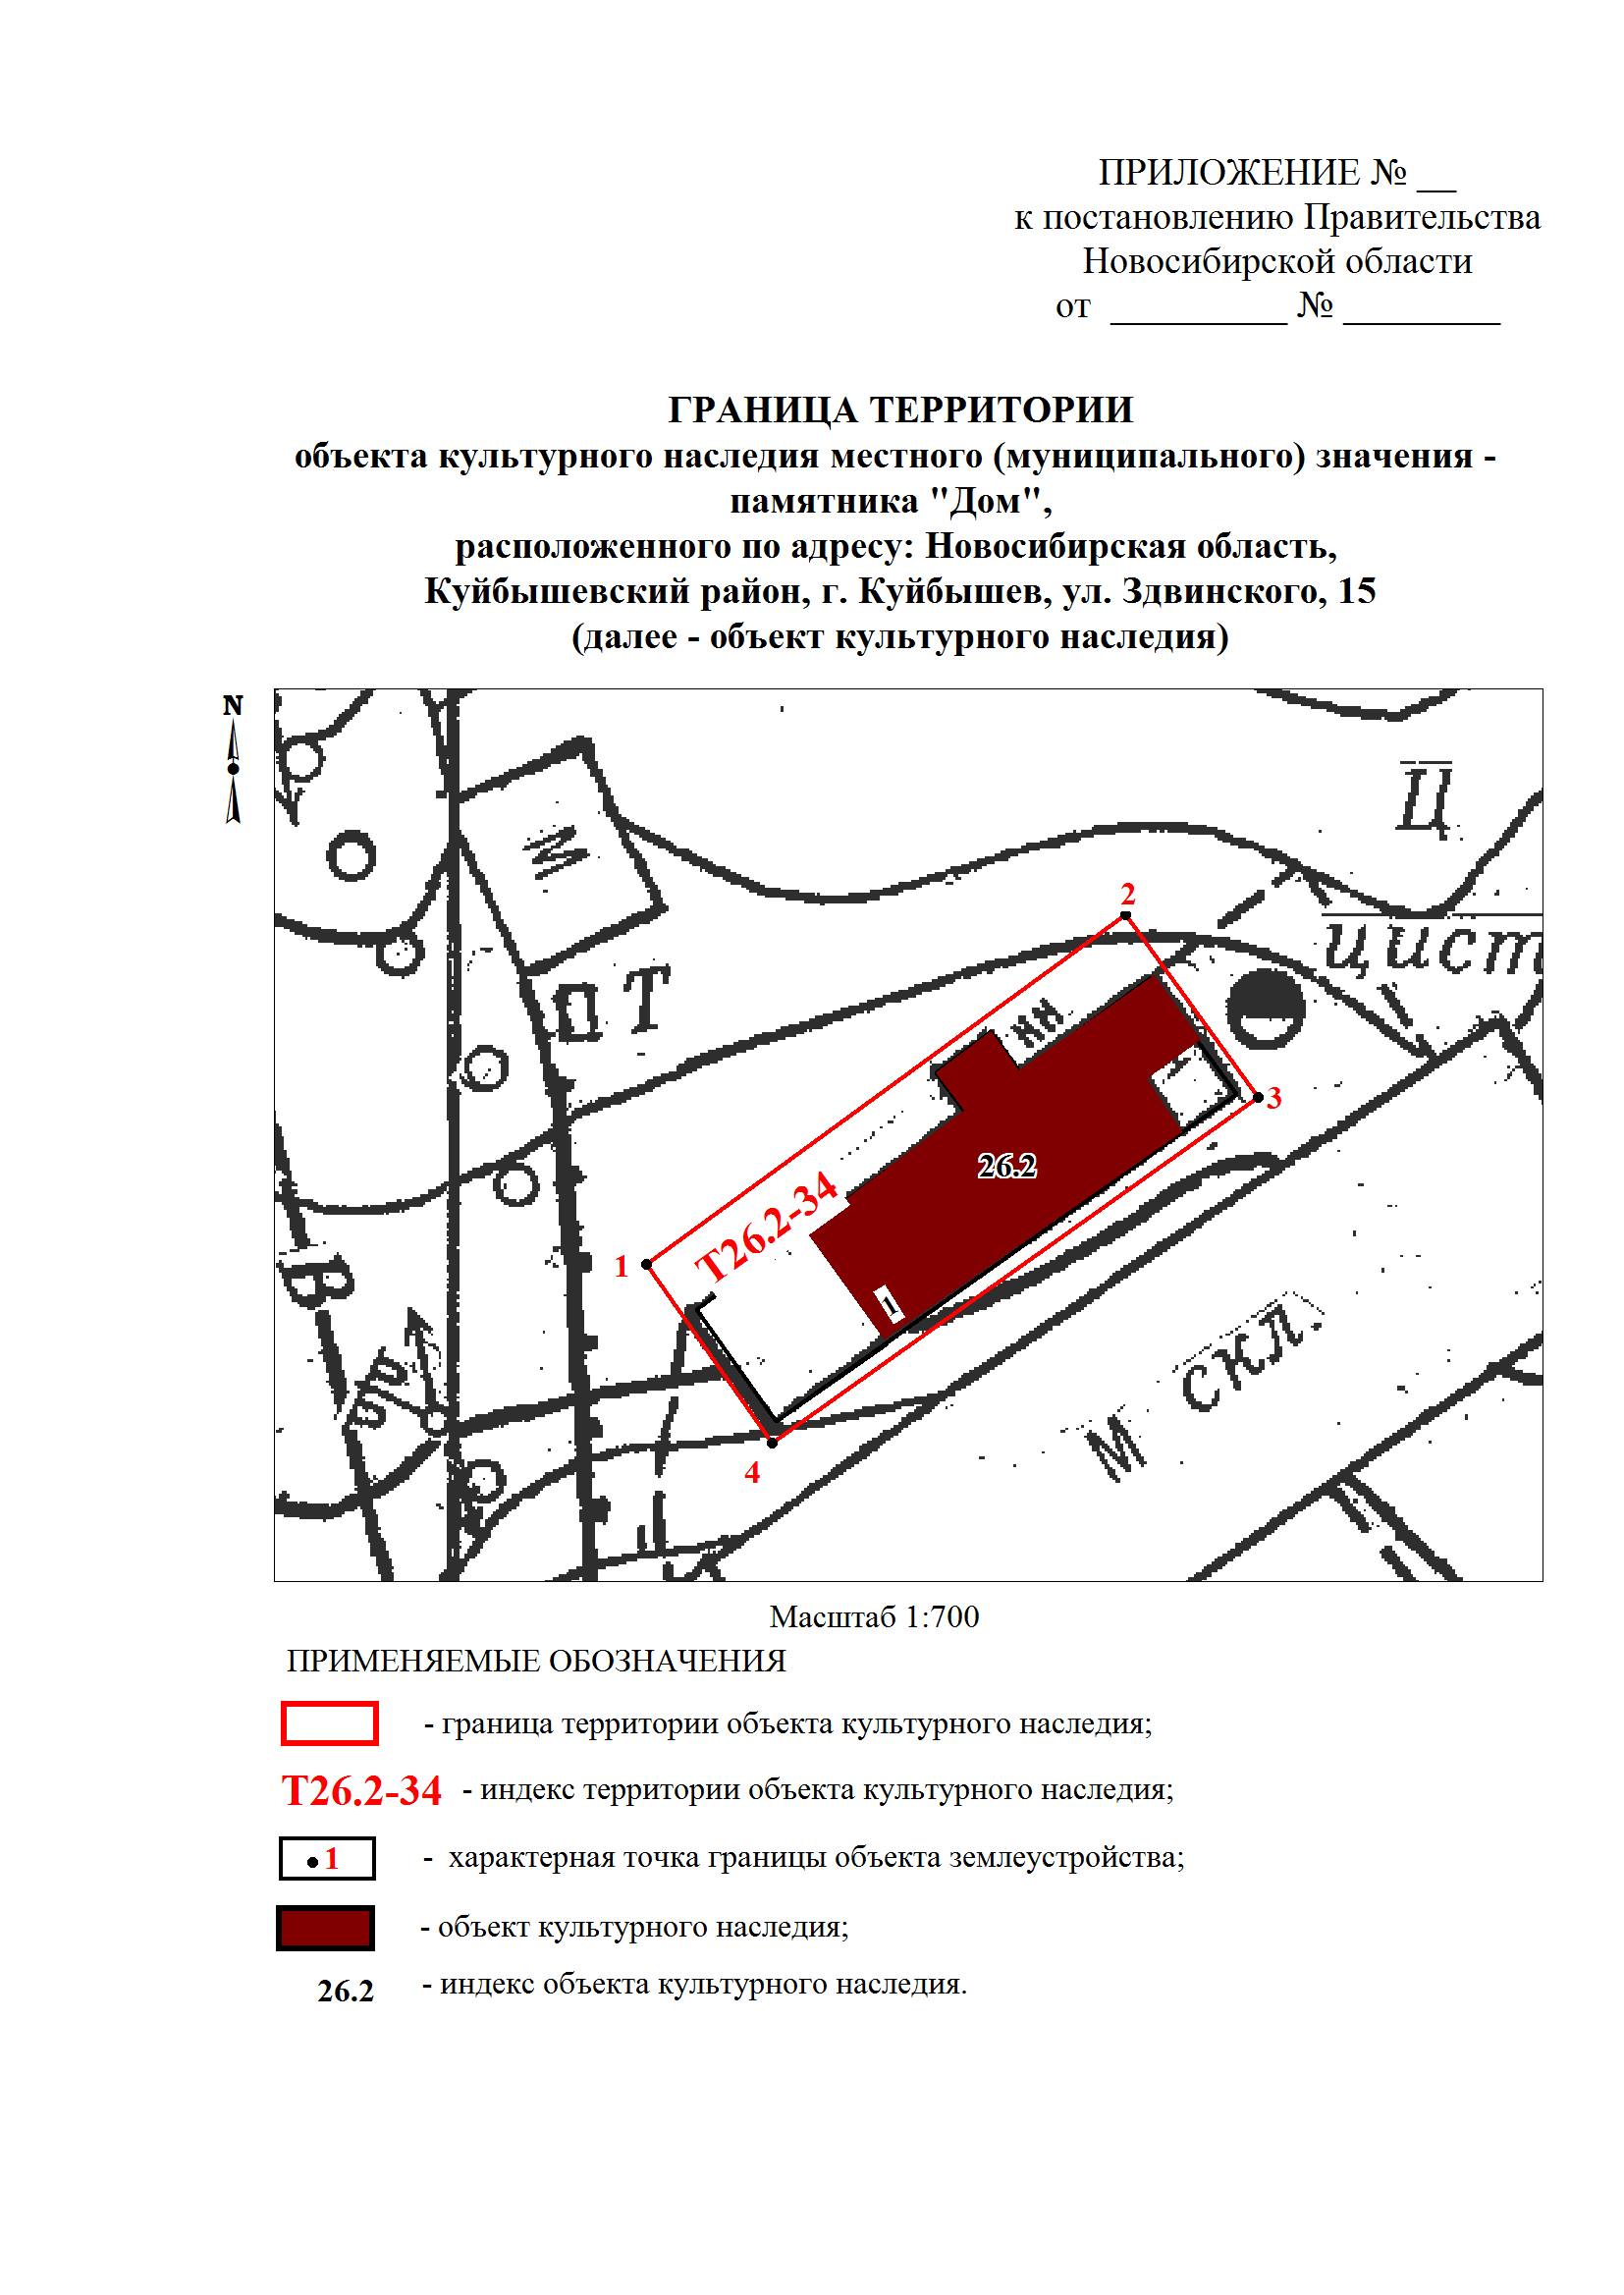 ПРИЛОЖЕНИЕ № __
к постановлению Правительства
Новосибирской области
от _________ № ________
ГРАНИЦА ТЕРРИТОРИИ
объекта культурного наследия местного (муниципального) значения -
памятника "Дом",
расположенного по адресу: Новосибирская область,
Куйбышевский район, г. Куйбышев, ул. Здвинского, 15
(далее - объект культурного наследия)
N
Ц
М
2
цист
П Т
нн
3
26.2
Т26.2-34
1
В
1
М скл.
4
Масштаб 1:700
ПРИМЕНЯЕМЫЕ ОБОЗНАЧЕНИЯ
- граница территории объекта культурного наследия;
Т26.2-34 - индекс территории объекта культурного наследия;
1 - характерная точка границы объекта землеустройства;
- объект культурного наследия;
26.2 - индекс объекта культурного наследия.